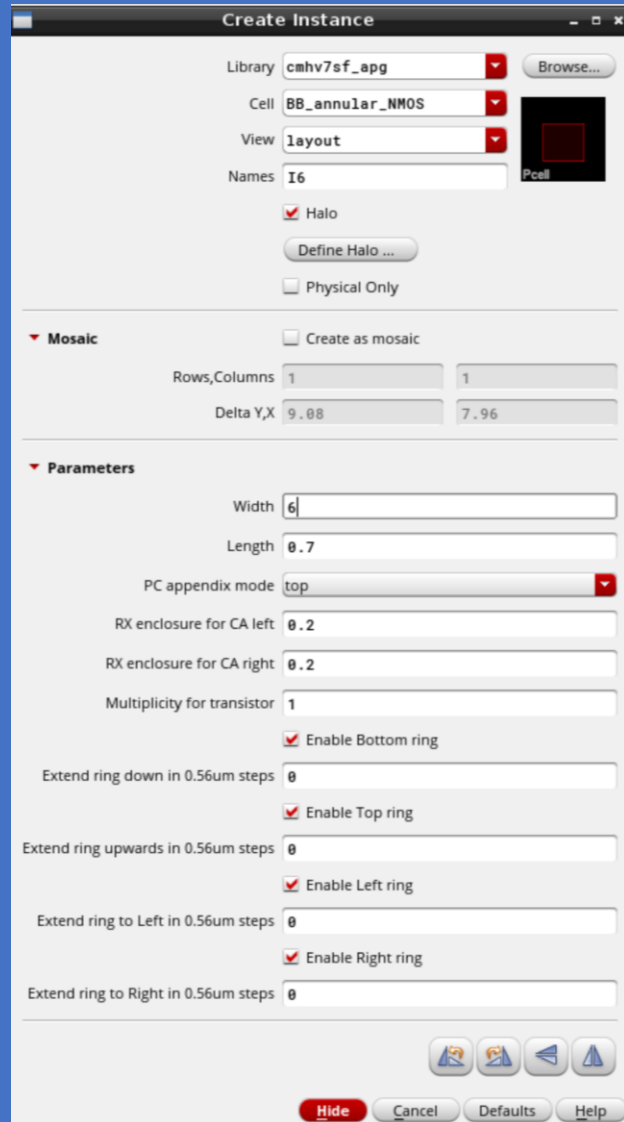 Create Instance
Library cmhv7sf_apg Browse...
Cell BB_annular_NMOS
View layout
Pcell
Names I6
Halo
Define Halo ...
Physical Only
Mosaic Create as mosaic
Rows,Columns 1 1
Delta Y,X 9.08 7.96
Parameters
Width 6
Length 0.7
PC appendix mode top
RX enclosure for CA left 0.2
RX enclosure for CA right 0.2
Multiplicity for transistor 1
Enable Bottom ring
Extend ring down in 0.56um steps 0
Enable Top ring
Extend ring upwards in 0.56um steps 0
Enable Left ring
Extend ring to Left in 0.56um steps 0
Enable Right ring
Extend ring to Right in 0.56um steps 0
Hide Cancel Defaults Help